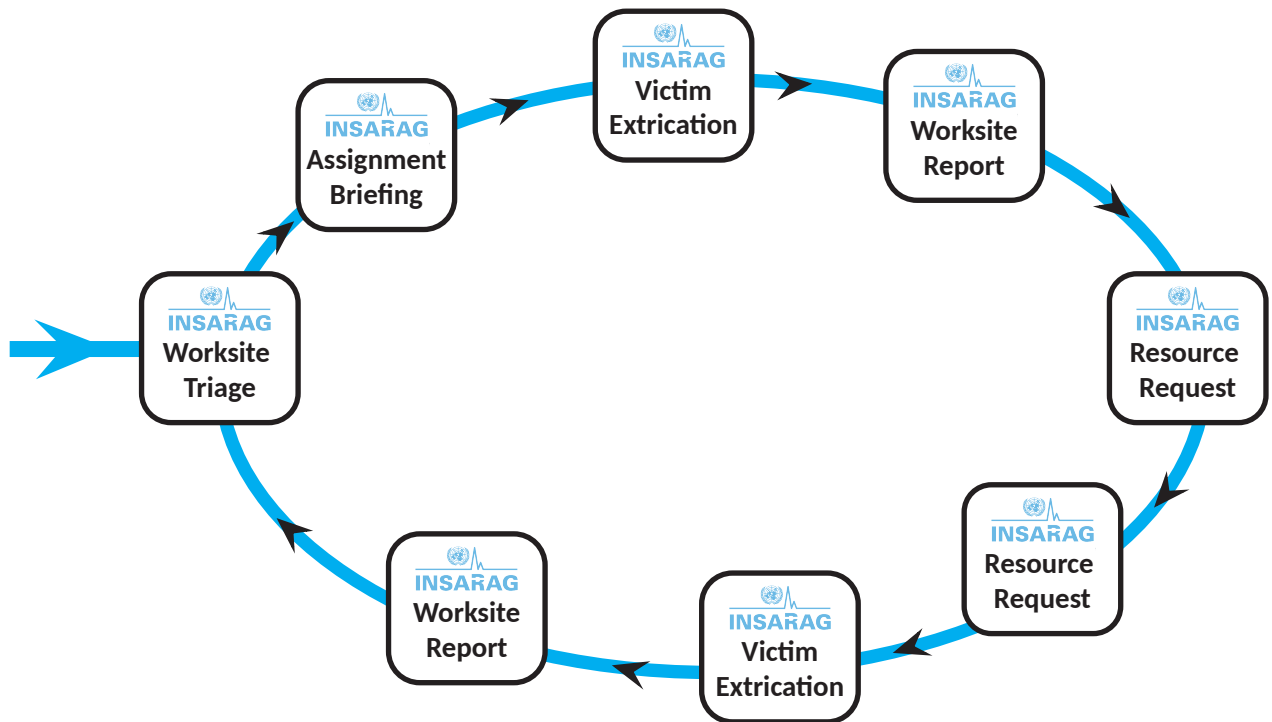 INSARAG
Worksite
Triage
INSARAG
Assignment
Briefing
INSARAG
Victim
Extrication
INSARAG
Worksite
Report
INSARAG
Resource
Request
INSARAG
Resource
Request
INSARAG
Victim
Extrication
INSARAG
Worksite
Report